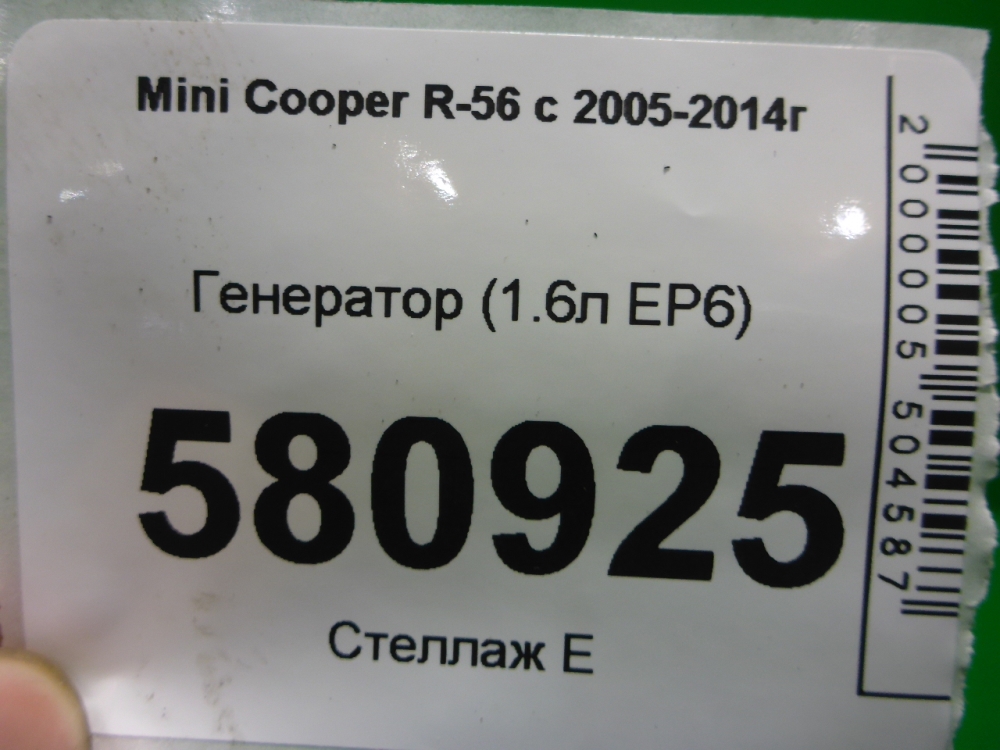 Mini Cooper R-56 с 2005-2014г
Генератор (1.6л EP6)
580925
Стеллаж Е
2000005504587